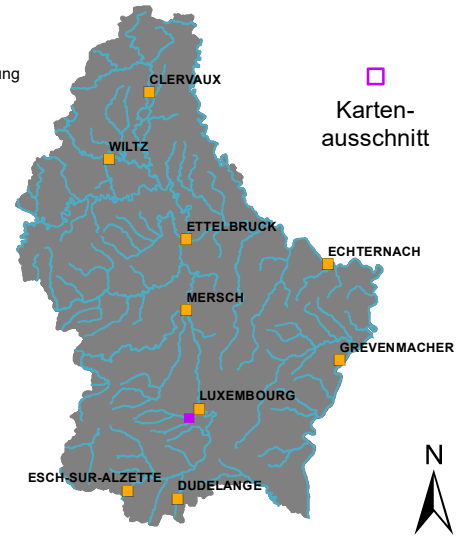 ung
CLERVAUX
Karten-
ausschnitt
WILTZ
ETTELBRUCK
ECHTERNACH
MERSCH
GREVENMACHER
LUXEMBOURG
ESCH-SUR-ALZETTE
DUDELANGE
N